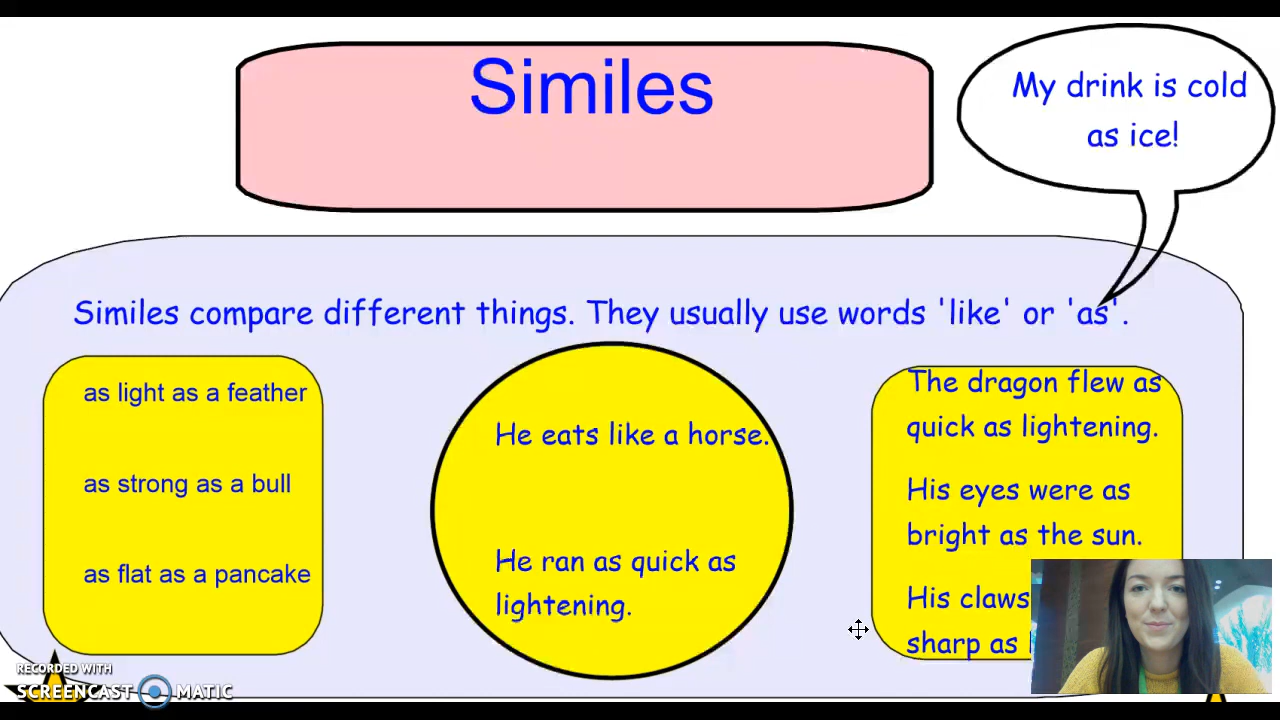 Similes
My drink is cold
as ice!
Similes compare different things. They usually use words 'like' or 'as'.
as light as a feather
as strong as a bull
as flat as a pancake
He eats like a horse.
He ran as quick as
lightening.
The dragon flew as
quick as lightening.
His eyes were as
bright as the sun.
His claws
sharp as
RECORDED WITH
SCREENCAST MATIC